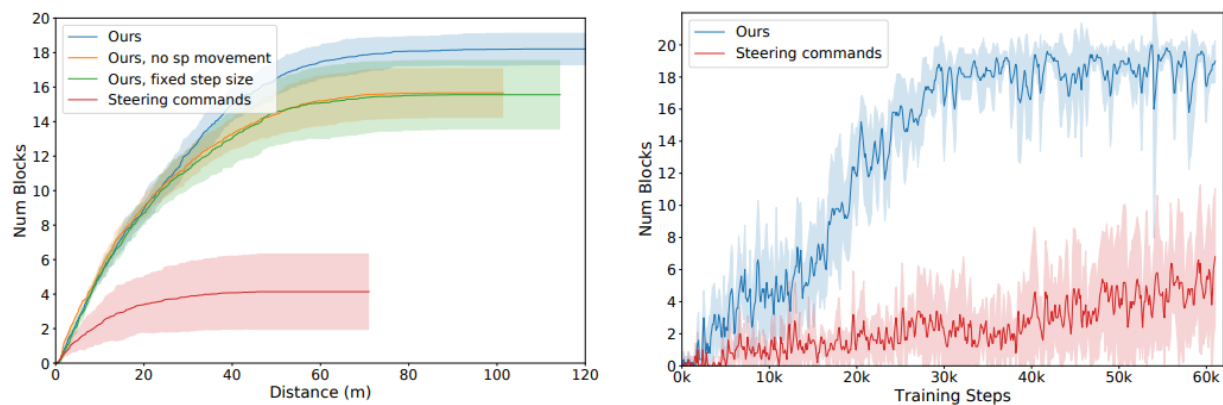 20
18
16
14
12
10
8
6
4
2
0
Num Blocks
Ours
Ours, no sp movement
Ours, fixed step size
Steering commands
0 20 40 60 80 100 120
Distance (m)
20
18
16
14
12
10
8
6
4
2
0
Num Blocks
Ours
Steering commands
0k 10k 20k 30k 40k 50k 60k
Training Steps